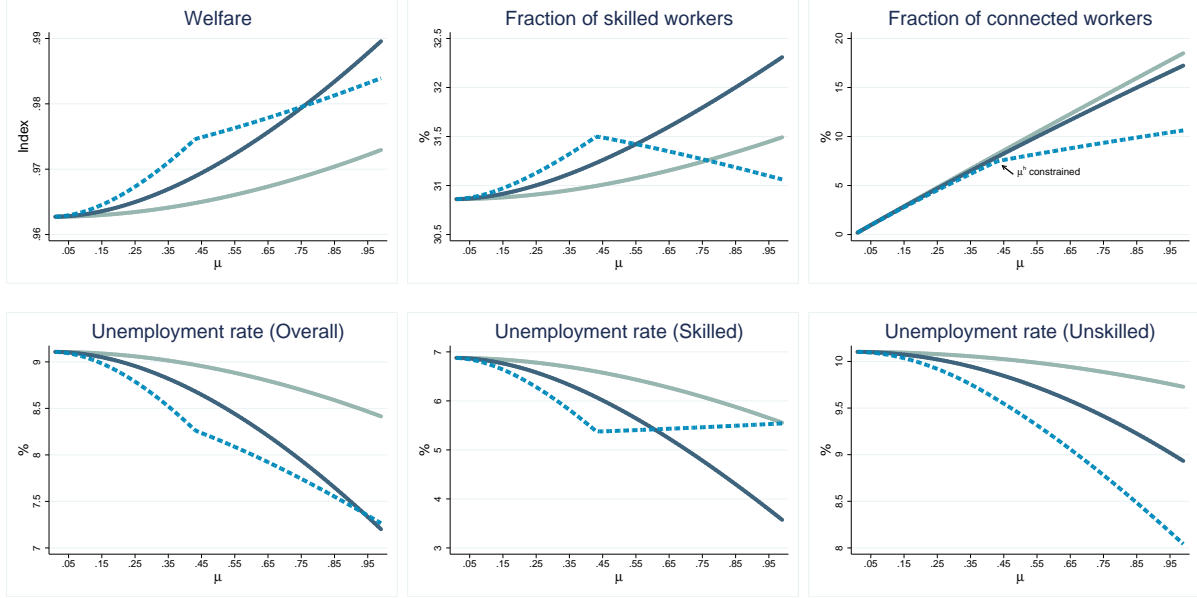 Welfare
Index
.96 .97 .98 .99
.05 .15 .25 .35 .45 .55 .65 .75 .85 .95
μ
Fraction of skilled workers
%
30.5 31 31.5 32 32.5
.05 .15 .25 .35 .45 .55 .65 .75 .85 .95
μ
Fraction of connected workers
%
0 5 10 15 20
μʰ constrained
.05 .15 .25 .35 .45 .55 .65 .75 .85 .95
μ
Unemployment rate (Overall)
%
7 7.5 8 8.5 9
.05 .15 .25 .35 .45 .55 .65 .75 .85 .95
μ
Unemployment rate (Skilled)
%
3 4 5 6 7
.05 .15 .25 .35 .45 .55 .65 .75 .85 .95
μ
Unemployment rate (Unskilled)
%
8 8.5 9 9.5 10
.05 .15 .25 .35 .45 .55 .65 .75 .85 .95
μ